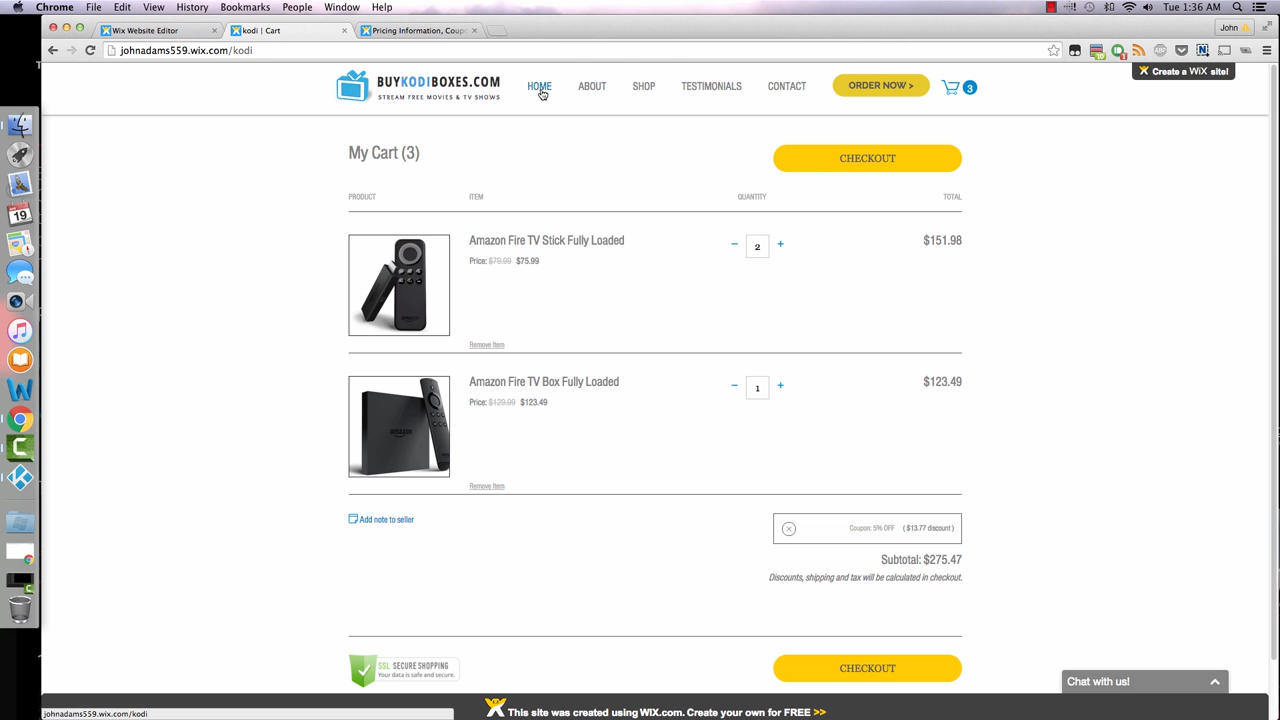 Chrome File Edit View History Bookmarks People Window Help
Tue 1:36 AM
Wix Website Editor
kodi | Cart
Pricing Information, Coup
John
johnadams559.wix.com/kodi
Create a WiX site!
BUYKODIBOXES.COM
STREAM FREE MOVIES & TV SHOWS
HOME ABOUT SHOP TESTIMONIALS CONTACT ORDER NOW > 3
My Cart (3)
CHECKOUT
PRODUCT ITEM QUANTITY TOTAL
Amazon Fire TV Stick Fully Loaded
2
$151.98
Price: $79.99 $75.99
Remove Item
Amazon Fire TV Box Fully Loaded
1
$123.49
Price: $129.99 $123.49
Remove Item
Add note to seller
Coupon: 5% OFF ( $13.77 discount )
Subtotal: $275.47
Discounts, shipping and tax will be calculated in checkout.
SSL SECURE SHOPPING
Your data is safe and secure.
CHECKOUT
Chat with us!
johnadams559.wix.com/kodi
This site was created using WIX.com. Create your own for FREE >>